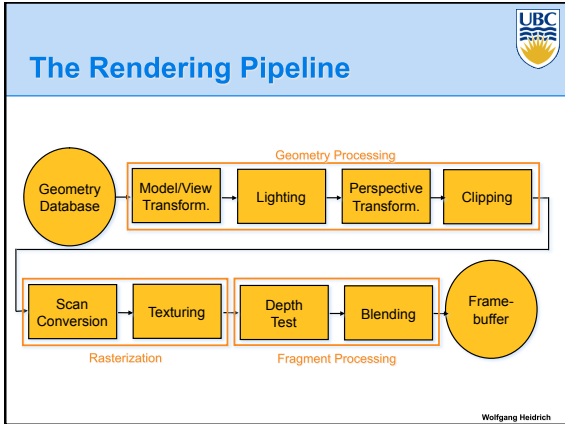 UBC
The Rendering Pipeline
Geometry Processing
Geometry
Database
Model/View
Transform.
Lighting
Perspective
Transform.
Clipping
Scan
Conversion
Texturing
Depth
Test
Blending
Frame-
buffer
Rasterization
Fragment Processing
Wolfgang Heidrich